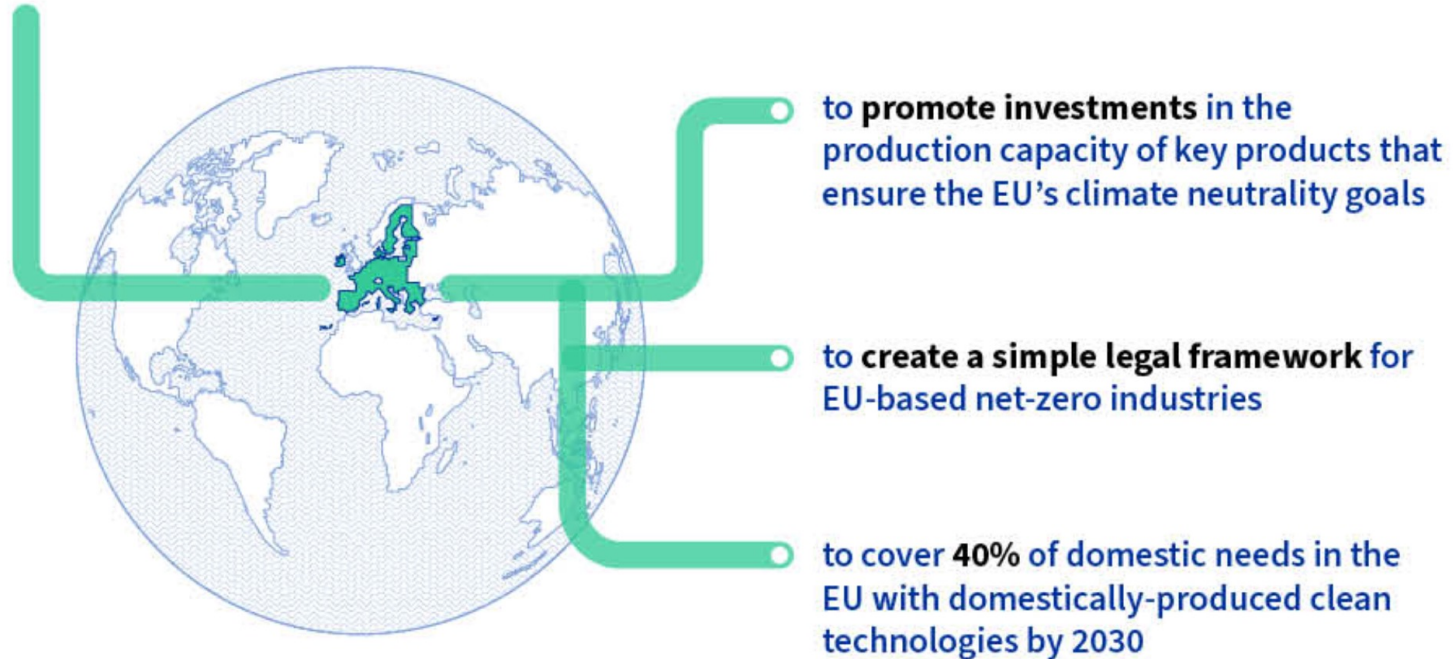 to promote investments in the
production capacity of key products that
ensure the EU’s climate neutrality goals
to create a simple legal framework for
EU-based net-zero industries
to cover 40% of domestic needs in the
EU with domestically-produced clean
technologies by 2030